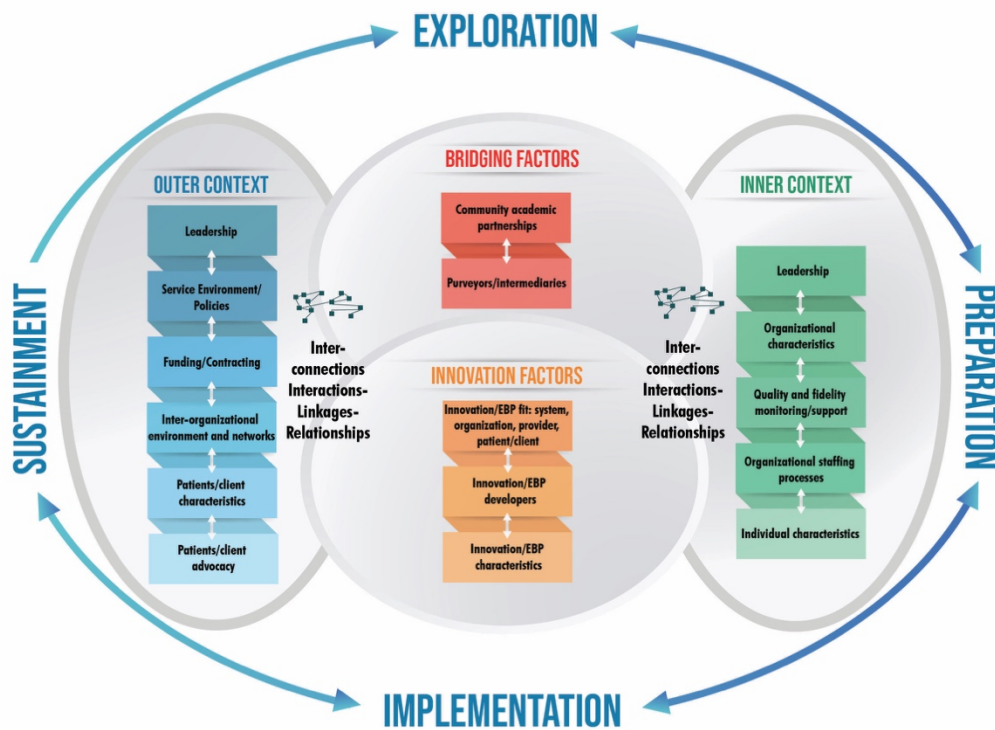 EXPLORATION
BRIDGING FACTORS
Community academic
partnerships
Purveyors/intermediaries
OUTER CONTEXT
Leadership
Service Environment/
Policies
Funding/Contracting
Inter-organizational
environment and networks
Patients/client
characteristics
Patients/client
advocacy
Inter-
connections
Interactions-
Linkages-
Relationships
INNOVATION FACTORS
Innovation/EBP fit: system,
organization, provider,
patient/client
Innovation/EBP
developers
Innovation/EBP
characteristics
Inter-
connections
Interactions-
Linkages-
Relationships
INNER CONTEXT
Leadership
Organizational
characteristics
Quality and fidelity
monitoring/support
Organizational staffing
processes
Individual characteristics
SUSTAINMENT
PREPARATION
IMPLEMENTATION